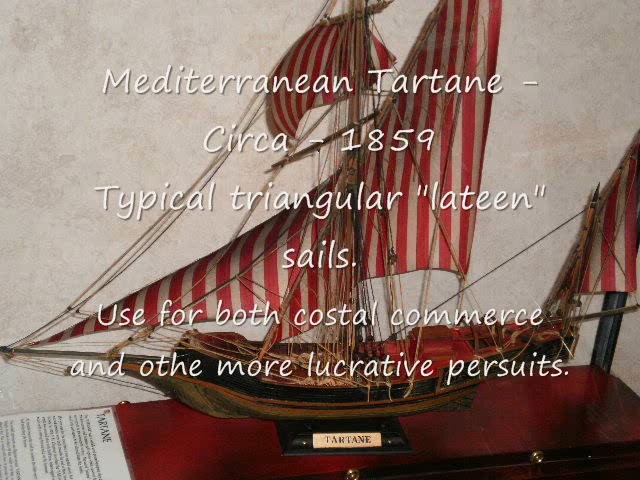 Mediterranean Tartane -
Circa - 1859
Typical triangular "lateen"
sails.
Use for both costal commerce
and othe more lucrative persuits.
TARTANE
TARTANE